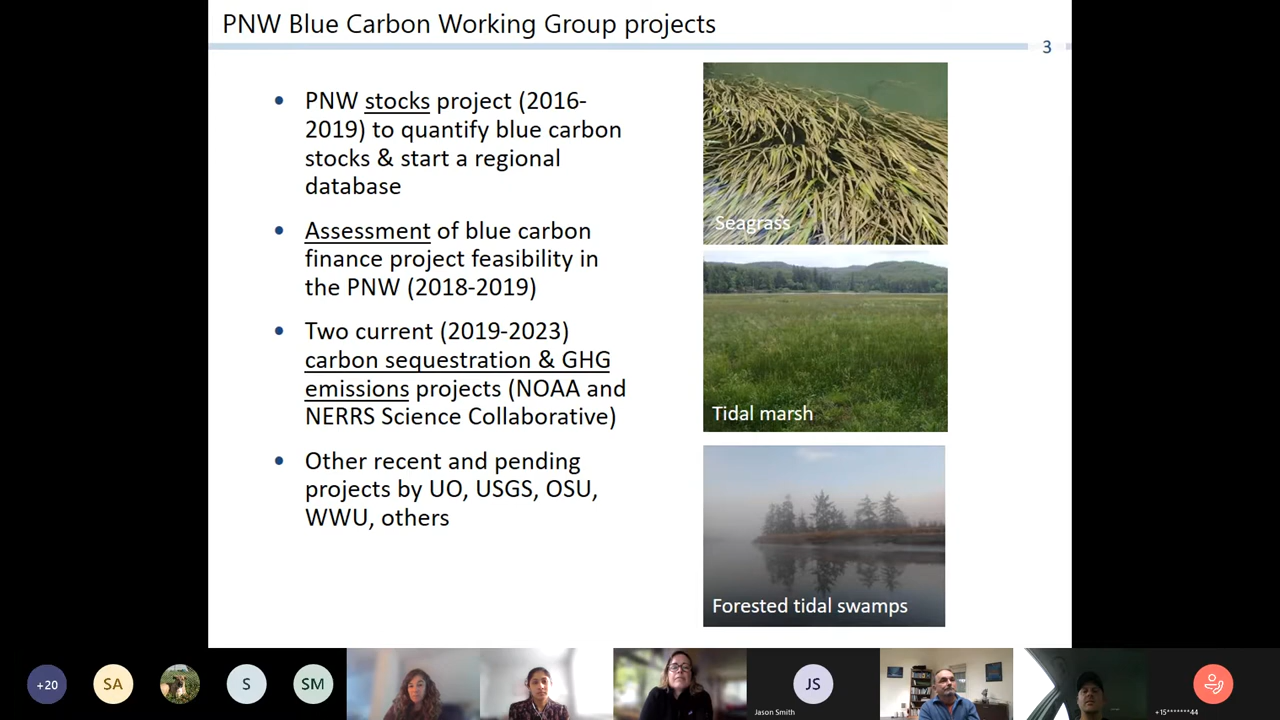 PNW Blue Carbon Working Group projects
3
• PNW stocks project (2016-
2019) to quantify blue carbon
stocks & start a regional
database
• Assessment of blue carbon
finance project feasibility in
the PNW (2018-2019)
• Two current (2019-2023)
carbon sequestration & GHG
emissions projects (NOAA and
NERRS Science Collaborative)
• Other recent and pending
projects by UO, USGS, OSU,
WWU, others
Seagrass
Tidal marsh
Forested tidal swamps
+20
SA
S
SM
JS
Jason Smith
+15*******44